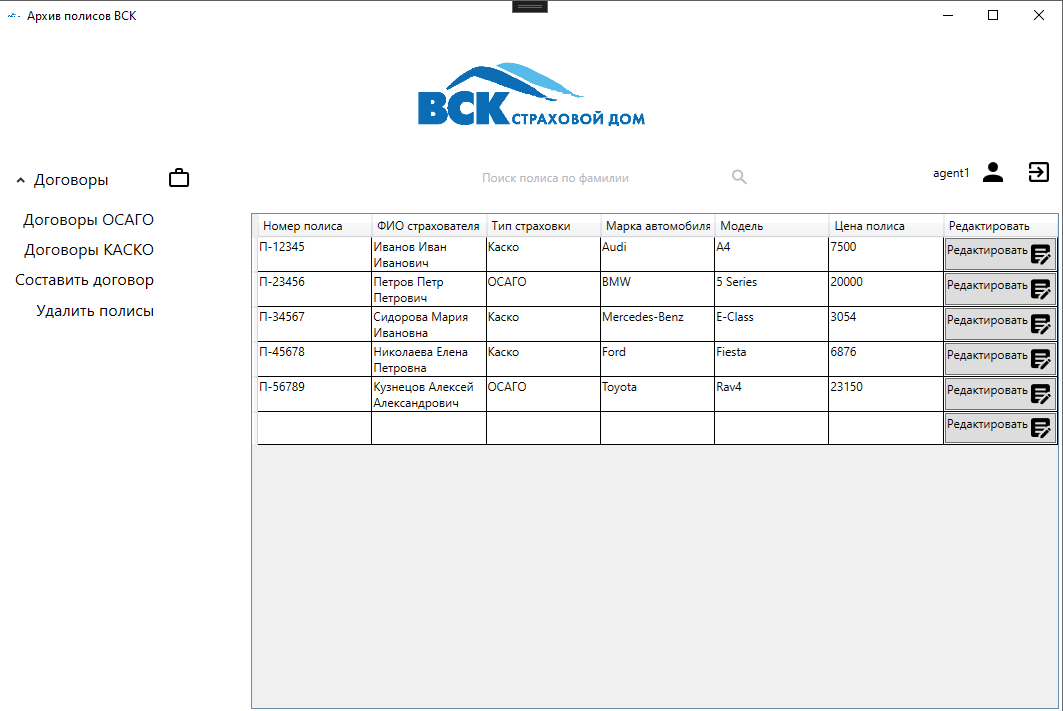 Архив полисов ВСК
ВСК СТРАХОВОЙ ДОМ
Договоры
Поиск полиса по фамилии
agent1
Договоры ОСАГО
Договоры КАСКО
Составить договор
Удалить полисы
Номер полиса ФИО страхователя Тип страховки Марка автомобиля Модель Цена полиса Редактировать
П-12345 Иванов Иван Каско Audi A4 7500 Редактировать
Иванович
П-23456 Петров Петр ОСАГО BMW 5 Series 20000 Редактировать
Петрович
П-34567 Сидорова Мария Каско Mercedes-Benz E-Class 3054 Редактировать
Ивановна
П-45678 Николаева Елена Каско Ford Fiesta 6876 Редактировать
Петровна
П-56789 Кузнецов Алексей ОСАГО Toyota Rav4 23150 Редактировать
Александрович
Редактировать